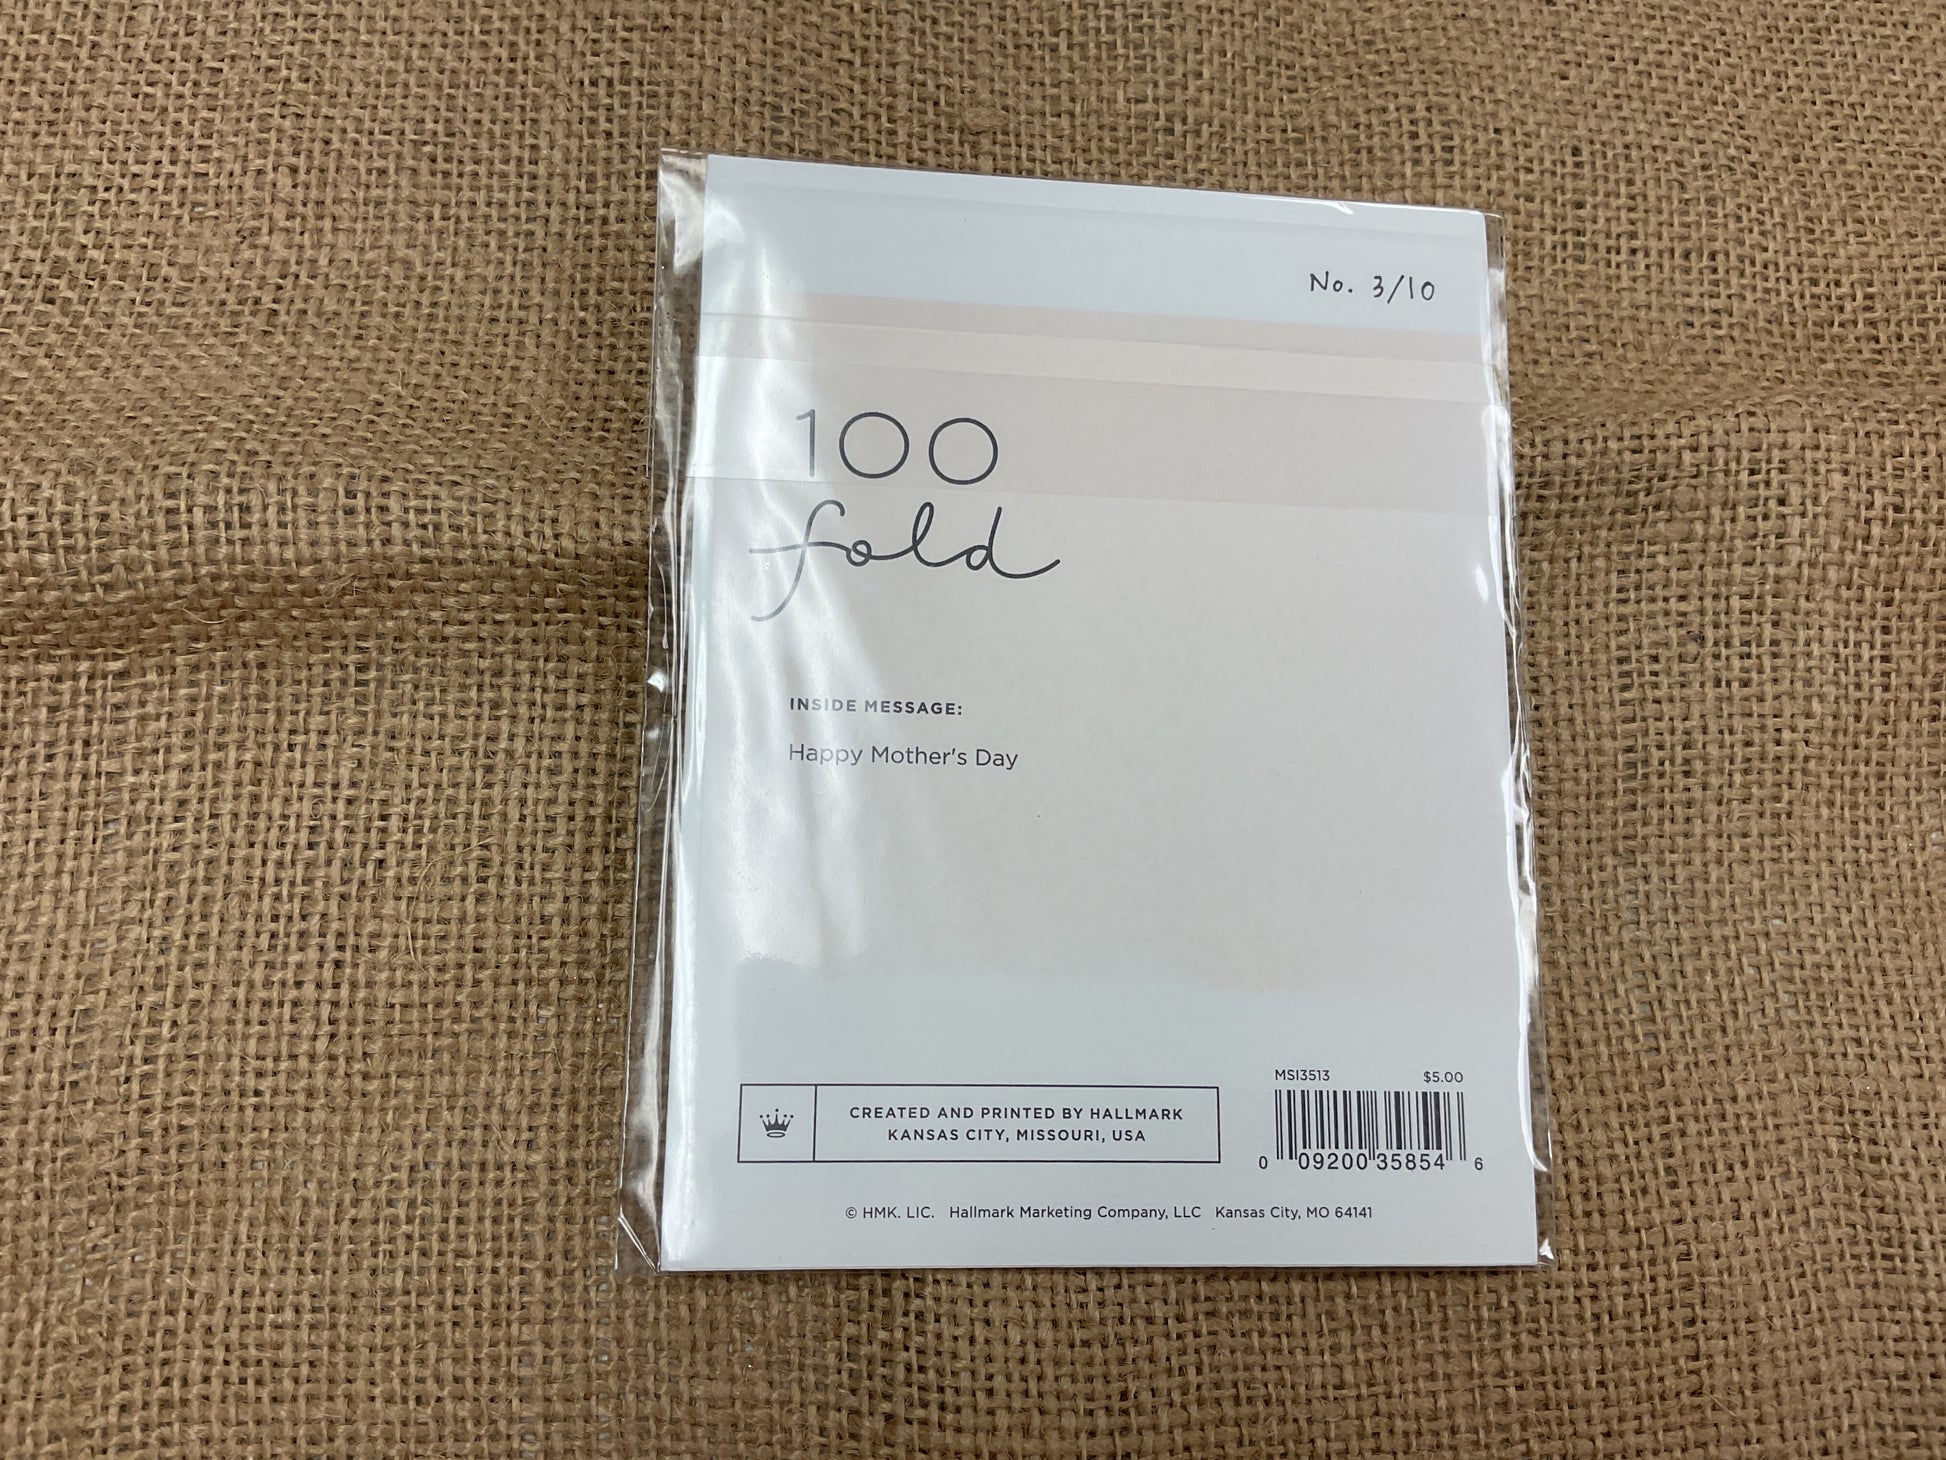 No. 3/10
100
fold
INSIDE MESSAGE:
Happy Mother's Day
MSI3513 $5.00
CREATED AND PRINTED BY HALLMARK
KANSAS CITY, MISSOURI, USA
0 09200 35854 6
© HMK. LIC. Hallmark Marketing Company, LLC Kansas City, MO 64141